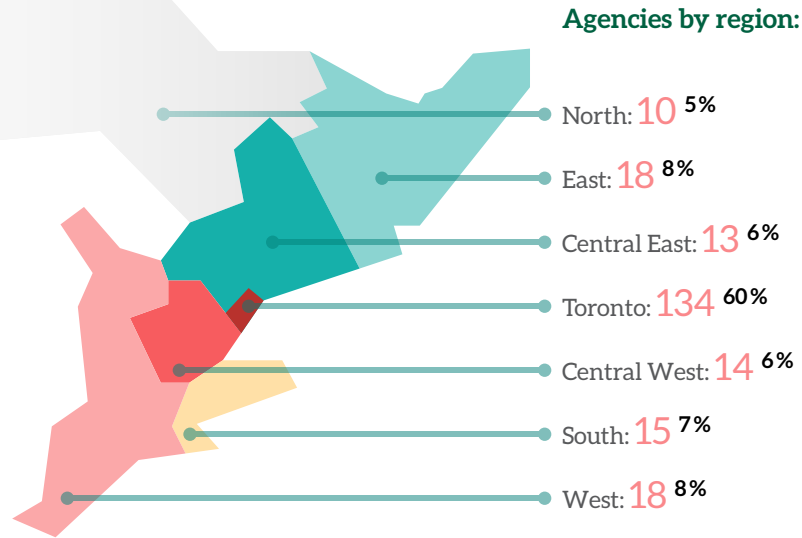 Agencies by region:
North: 10 5%
East: 18 8%
Central East: 13 6%
Toronto: 134 60%
Central West: 14 6%
South: 15 7%
West: 18 8%